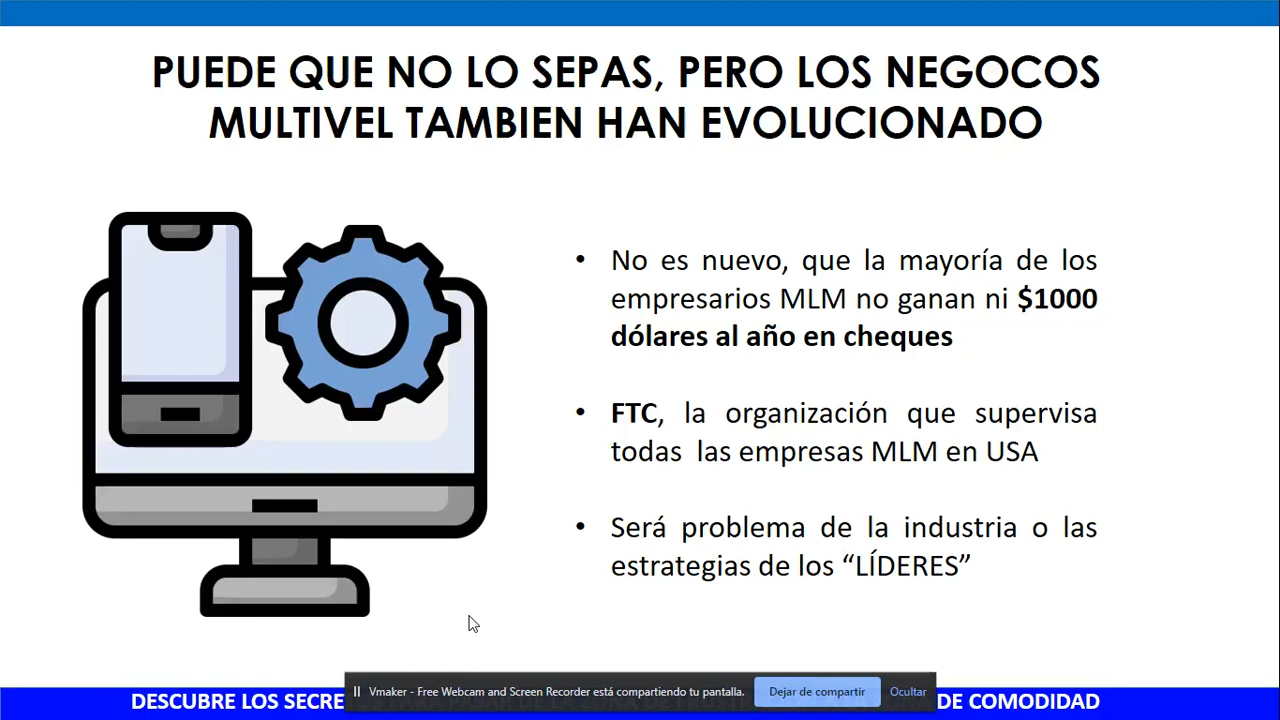 PUEDE QUE NO LO SEPAS, PERO LOS NEGOCOS
MULTIVEL TAMBIEN HAN EVOLUCIONADO
• No es nuevo, que la mayoría de los
empresarios MLM no ganan ni $1000
dólares al año en cheques
• FTC, la organización que supervisa
todas las empresas MLM en USA
• Será problema de la industria o las
estrategias de los “LÍDERES”
Vmaker - Free Webcam and Screen Recorder está compartiendo tu pantalla.
Dejar de compartir
Ocultar
DESCUBRE LOS SECRE DE COMODIDAD